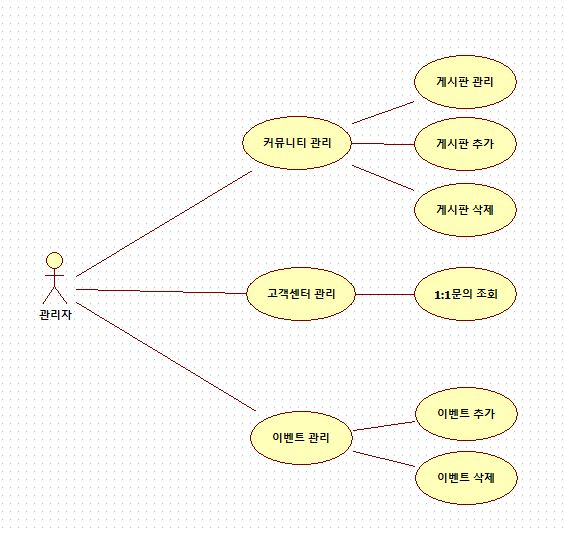 게시판 관리
커뮤니티 관리
게시판 추가
게시판 삭제
관리자
고객센터 관리
1:1문의 조회
이벤트 추가
이벤트 관리
이벤트 삭제